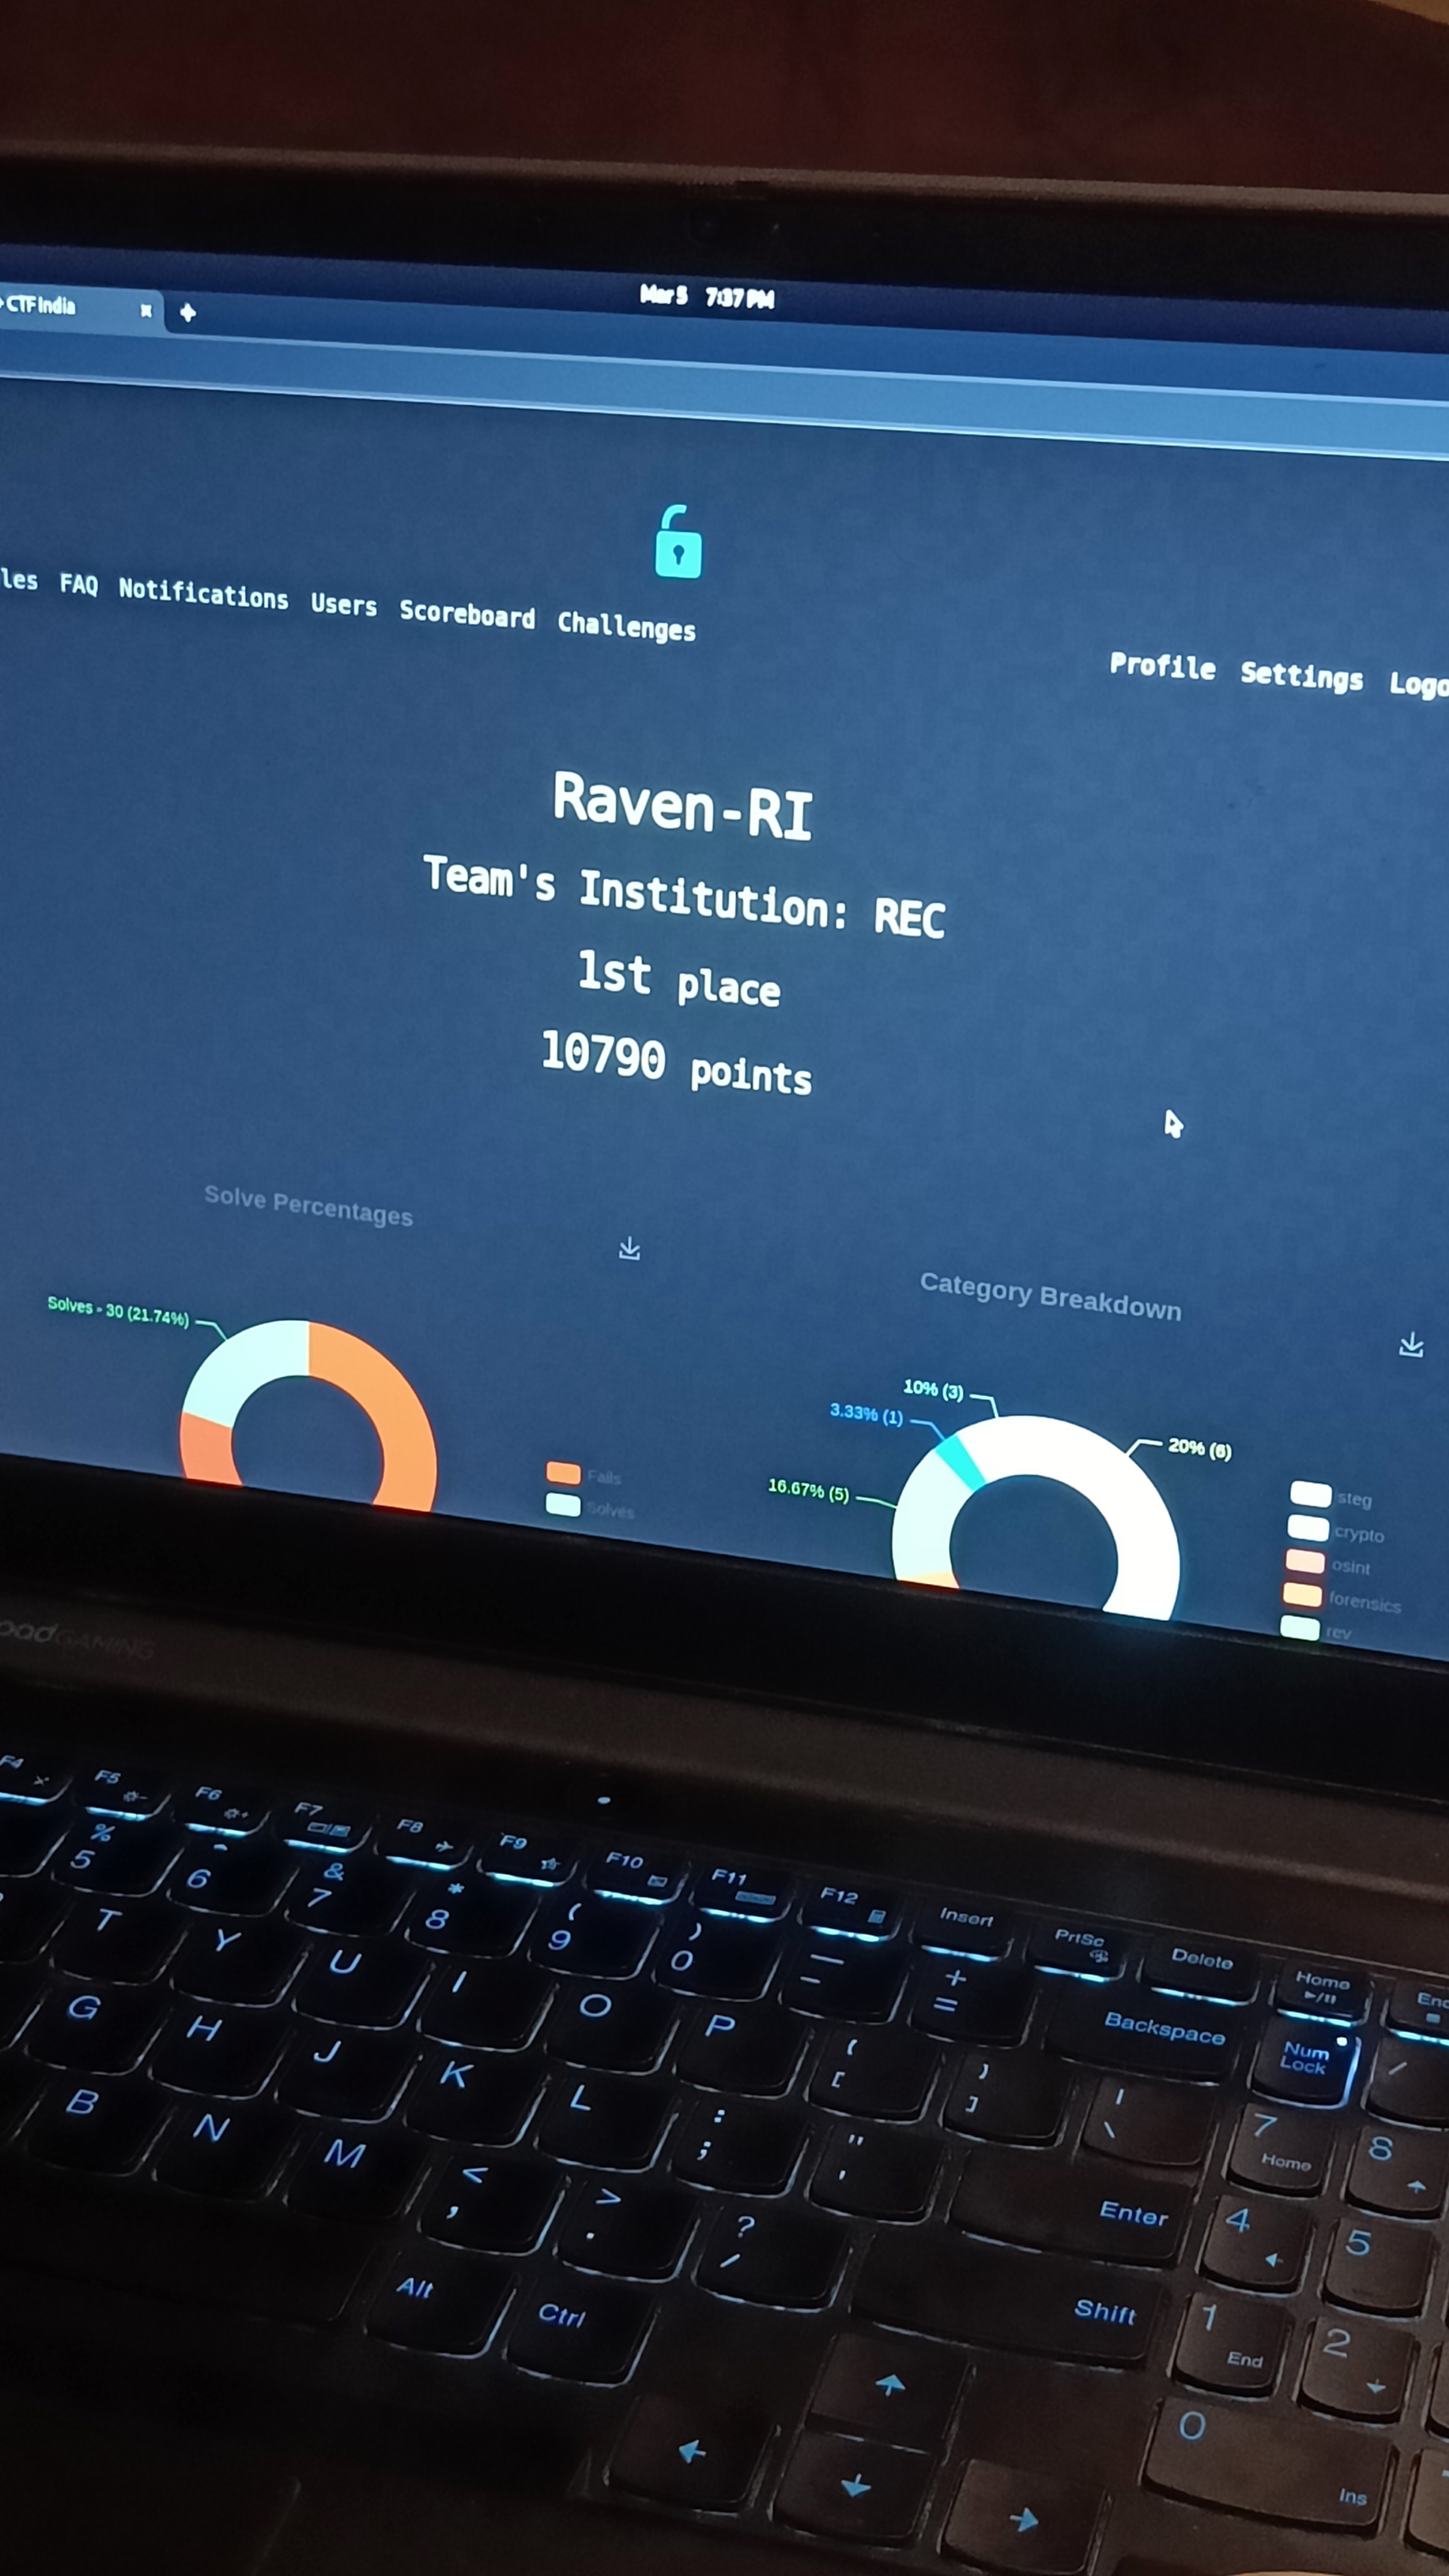 CTF India
Mar 5 7:37 PM
les FAQ Notifications Users Scoreboard Challenges
Profile Settings Logo
Raven-RI
Team's Institution: REC
1st place
10790 points
Solve Percentages
Solves - 30 (21.74%)
Fails
Solves
Category Breakdown
10% (3)
3.33% (1)
20% (6)
16.67% (5)
steg
crypto
osint
forensics
rev
oad GAMING
F4 F5 F6 F7 F8 F9 F10 F11 F12 Insert PrtSc Delete Home End
% 5 ^ 6 & 7 * 8 ( 9 ) 0 _ - + = Backspace Num Lock /
T Y U I O P { [ } ] | \ 7 Home 8
G H J K L : ; " ' Enter 4 5
B N M < , > . ? / Shift 1 End 2
Alt Ctrl 0 Ins